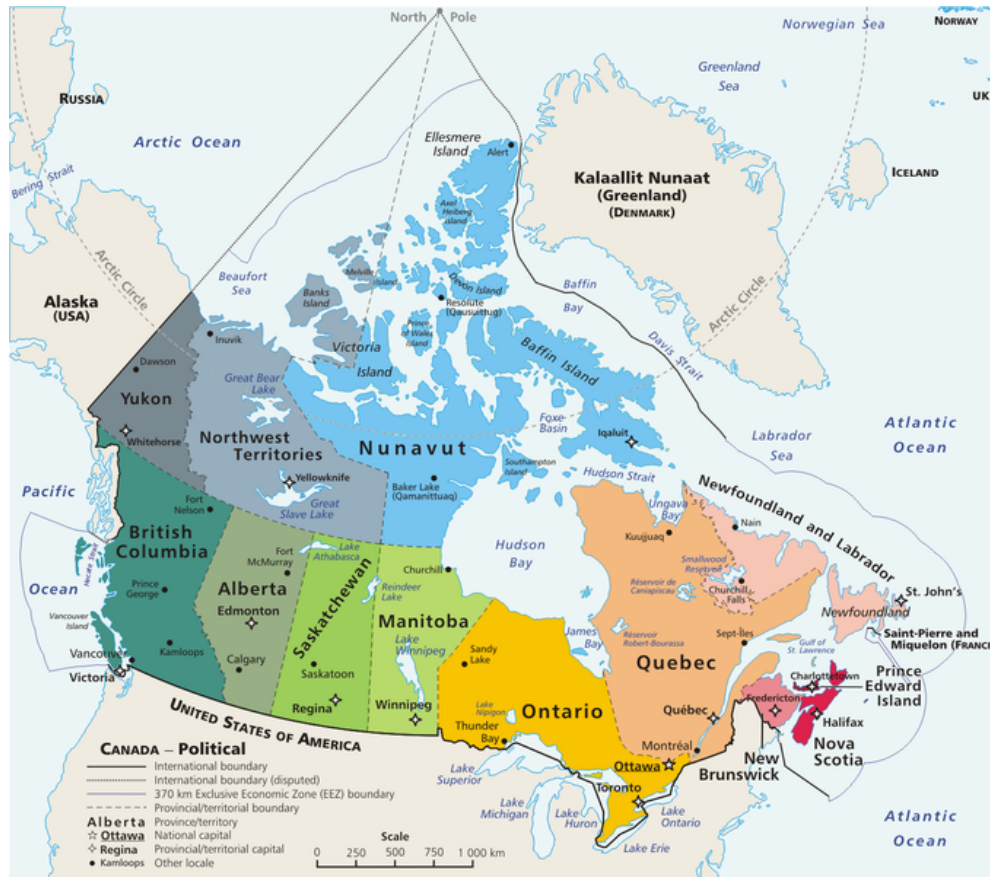 North Pole
Norwegian Sea
NORWAY
Greenland Sea
UK
RUSSIA
Arctic Ocean
Ellesmere Island
Alert
Bering Strait
Kalaallit Nunaat
(Greenland)
(DENMARK)
ICELAND
Axel Heiberg Island
Arctic Circle
Beaufort Sea
Melville Island
Devon Island
Baffin Bay
Arctic Circle
Banks Island
Resolute
(Qausuittuq)
Alaska
(USA)
Prince of Wales Island
Inuvik
Victoria Island
Davis Strait
Baffin Island
Dawson
Great Bear Lake
Yukon
Foxe Basin
Atlantic Ocean
Whitehorse
Northwest Territories
Nunavut
Iqaluit
Labrador Sea
Southampton Island
Hudson Strait
Yellowknife
Baker Lake
(Qamanittuaq)
Newfoundland and Labrador
Pacific Ocean
Fort Nelson
Great Slave Lake
Ungava Bay
Nain
British Columbia
Kuujjuaq
Hecate Strait
Fort McMurray
Lake Athabasca
Hudson Bay
Smallwood Reservoir
Churchill
Reindeer Lake
Réservoir de Caniapiscau
Churchill Falls
Prince George
Alberta
Edmonton
Saskatchewan
Manitoba
St. John's
Newfoundland
Vancouver Island
Lake Winnipeg
James Bay
Réservoir Robert-Bourassa
Sept-Îles
Saint-Pierre and
Miquelon (FRANC
Kamloops
Gulf of St. Lawrence
Vancouver
Victoria
Calgary
Saskatoon
Sandy Lake
Quebec
Charlottetown
Prince Edward Island
Regina
Winnipeg
Lake Nipigon
Ontario
Québec
Fredericton
Halifax
UNITED STATES OF AMERICA
Thunder Bay
Montréal
New Brunswick
Nova Scotia
Ottawa
Lake Superior
Toronto
Lake Michigan
Lake Huron
Lake Ontario
Lake Erie
Atlantic Ocean
CANADA – Political
International boundary
International boundary (disputed)
370 km Exclusive Economic Zone (EEZ) boundary
Provincial/territorial boundary
Alberta Province/territory
Ottawa National capital
Regina Provincial/territorial capital
Kamloops Other locale
Scale
0 250 500 750 1 000 km